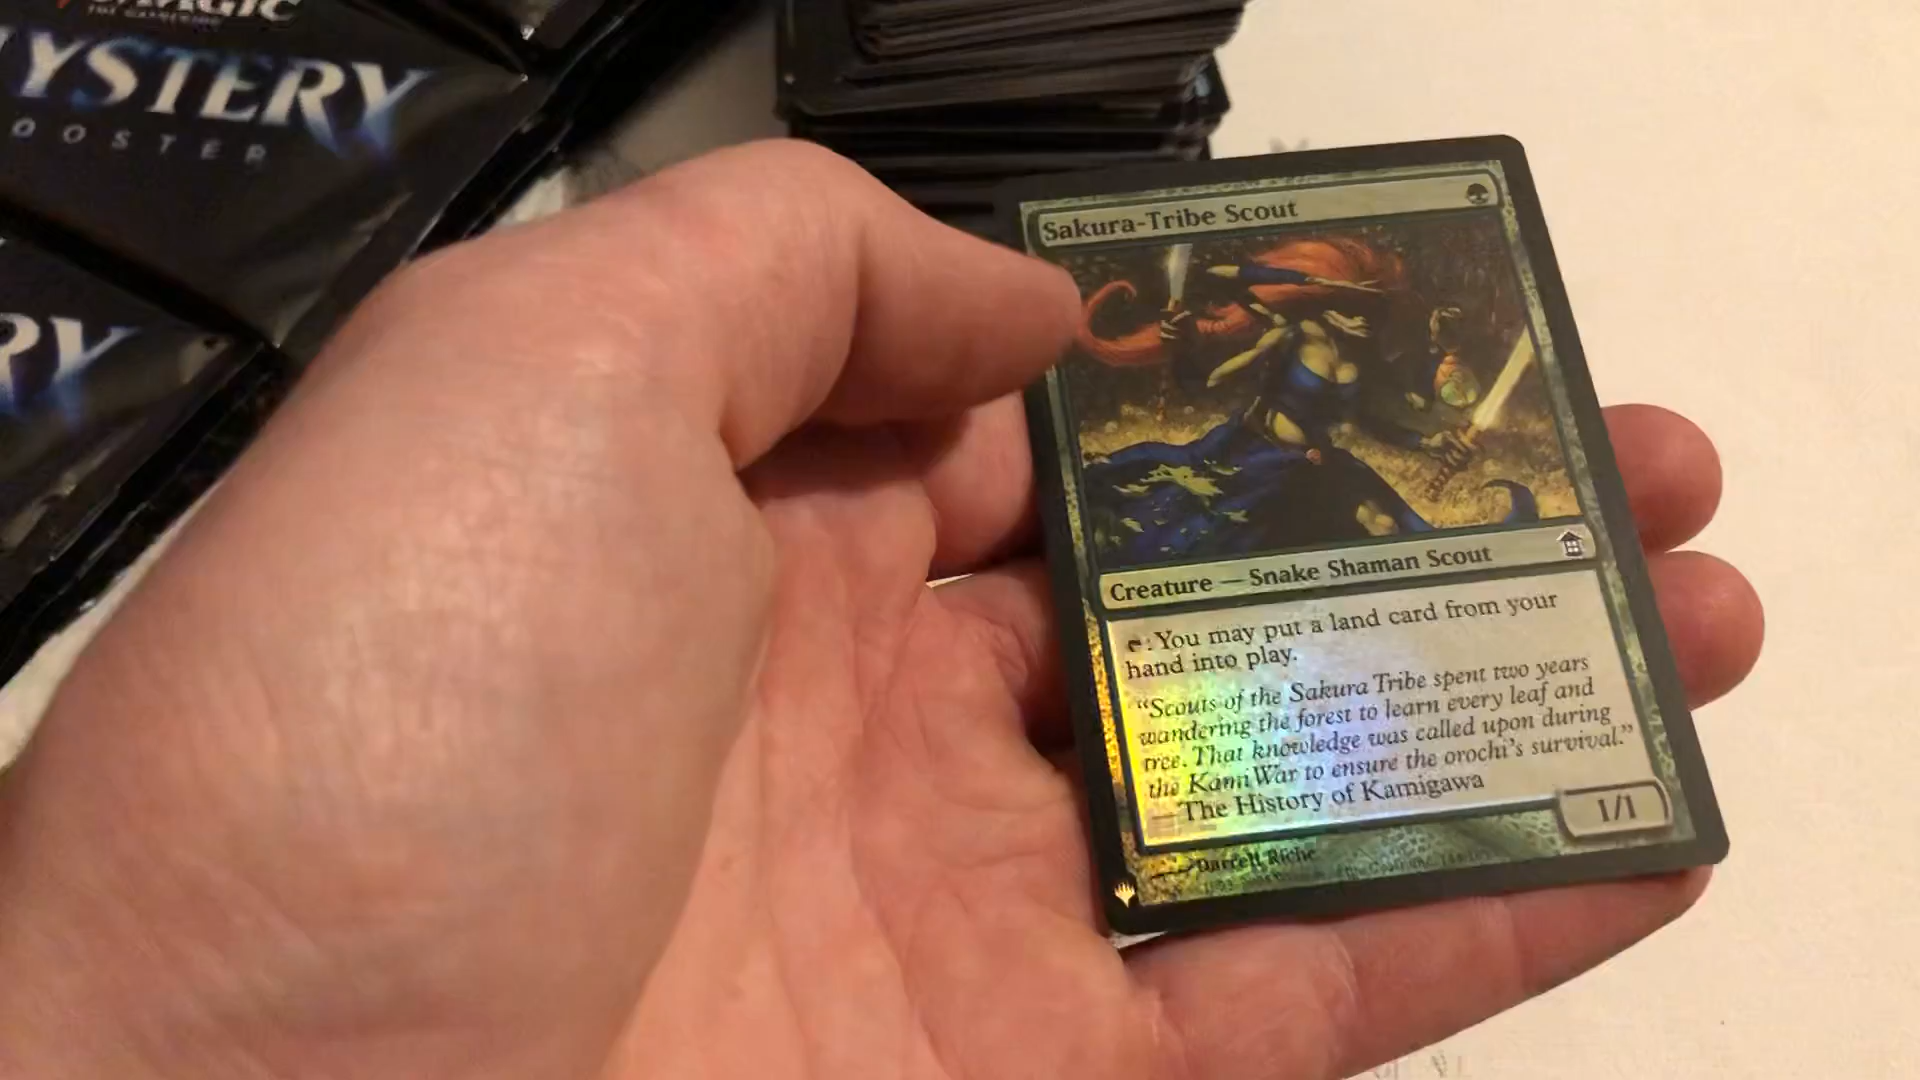 MAGIC
THE GATHERING
YSTERY
OOSTER
RY
Sakura-Tribe Scout
Creature — Snake Shaman Scout
: You may put a land card from your
hand into play.
"Scouts of the Sakura Tribe spent two years
wandering the forest to learn every leaf and
tree. That knowledge was called upon during
the Kami War to ensure the orochi's survival."
—The History of Kamigawa
1/1
Darrell Riche